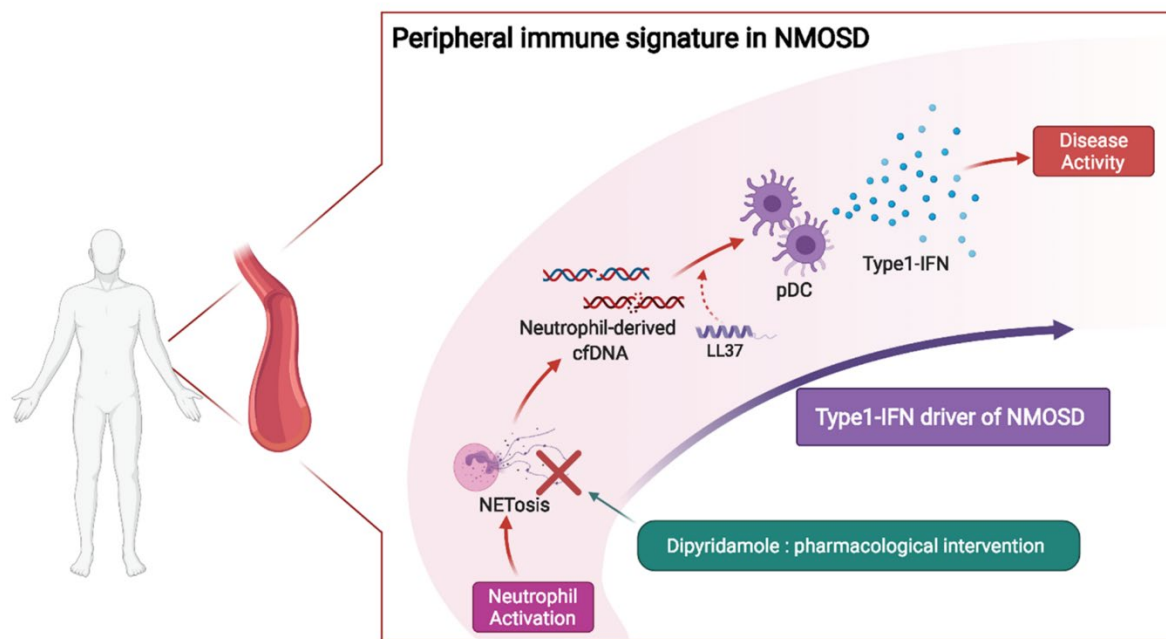 Peripheral immune signature in NMOSD
Disease
Activity
Type1-IFN
pDC
Neutrophil-derived
cfDNA
LL37
Type1-IFN driver of NMOSD
NETosis
Dipyridamole : pharmacological intervention
Neutrophil
Activation